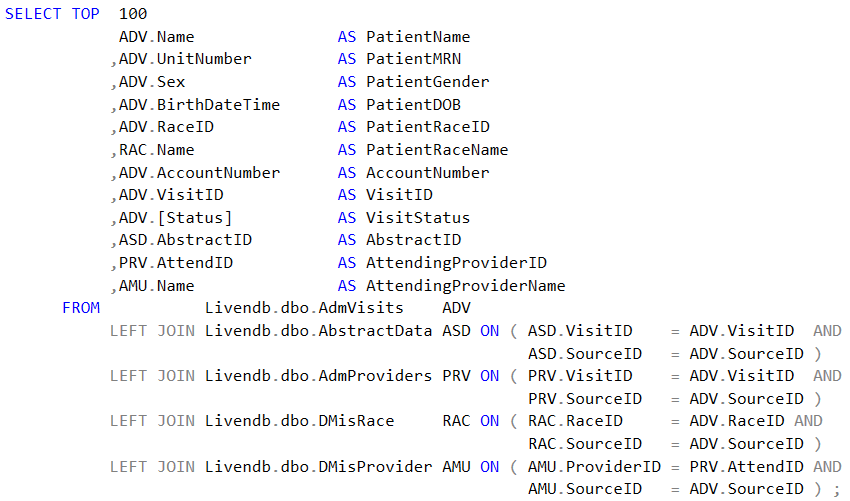 SELECT TOP 100
ADV.Name AS PatientName
,ADV.UnitNumber AS PatientMRN
,ADV.Sex AS PatientGender
,ADV.BirthDateTime AS PatientDOB
,ADV.RaceID AS PatientRaceID
,RAC.Name AS PatientRaceName
,ADV.AccountNumber AS AccountNumber
,ADV.VisitID AS VisitID
,ADV.[Status] AS VisitStatus
,ASD.AbstractID AS AbstractID
,PRV.AttendID AS AttendingProviderID
,AMU.Name AS AttendingProviderName
FROM Livendb.dbo.AdmVisits ADV
LEFT JOIN Livendb.dbo.AbstractData ASD ON ( ASD.VisitID = ADV.VisitID AND
ASD.SourceID = ADV.SourceID )
LEFT JOIN Livendb.dbo.AdmProviders PRV ON ( PRV.VisitID = ADV.VisitID AND
PRV.SourceID = ADV.SourceID )
LEFT JOIN Livendb.dbo.DMisRace RAC ON ( RAC.RaceID = ADV.RaceID AND
RAC.SourceID = ADV.SourceID )
LEFT JOIN Livendb.dbo.DMisProvider AMU ON ( AMU.ProviderID = PRV.AttendID AND
AMU.SourceID = ADV.SourceID ) ;